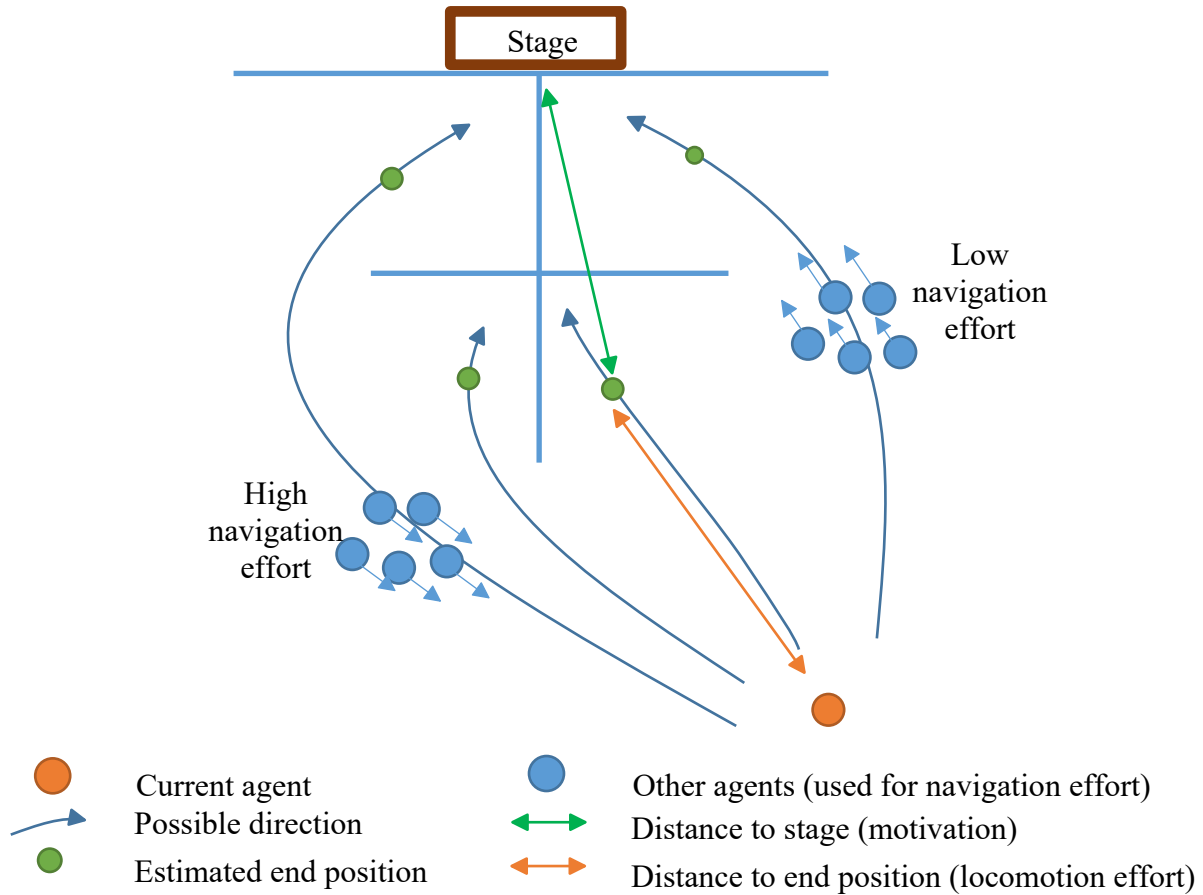 Stage
Low
navigation
effort
High
navigation
effort
Current agent
Possible direction
Estimated end position
Other agents (used for navigation effort)
Distance to stage (motivation)
Distance to end position (locomotion effort)